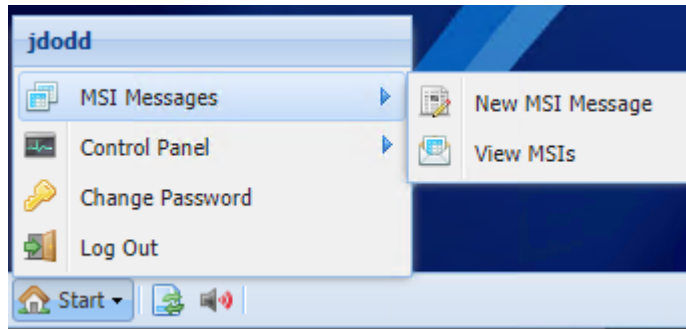 jdodd
MSI Messages
New MSI Message
Control Panel
View MSIs
Change Password
Log Out
Start